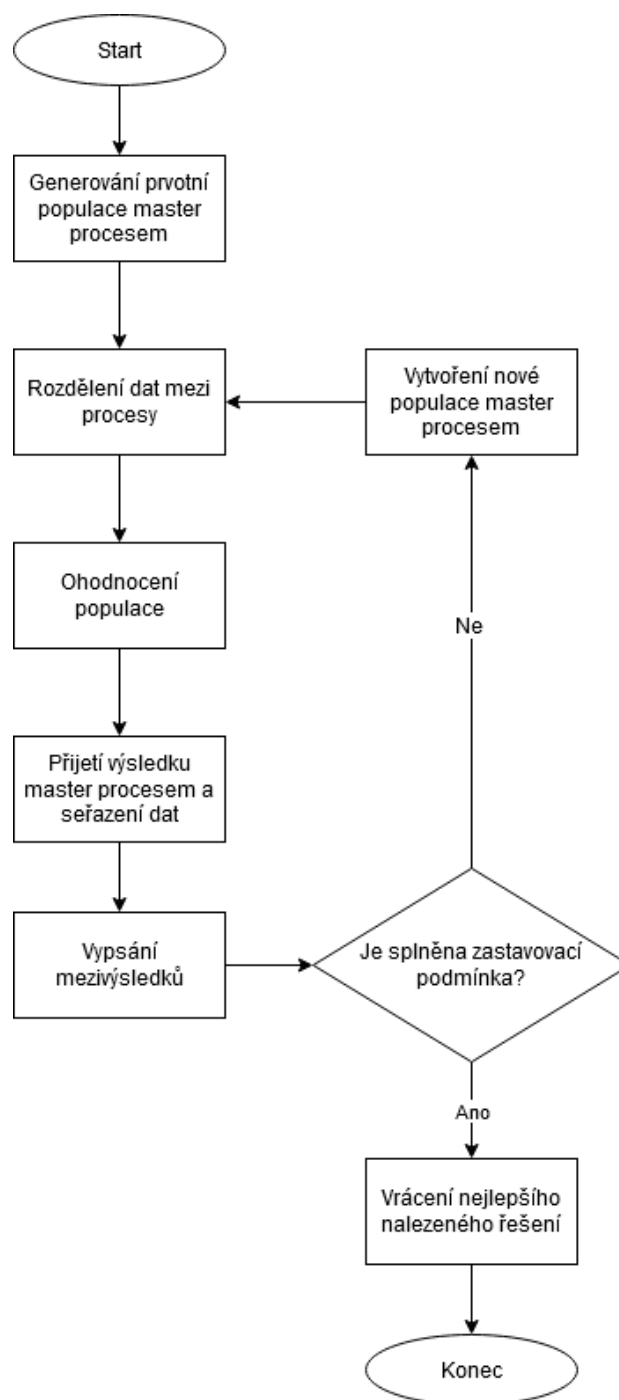 Start
Generování prvotní
populace master
procesem
Rozdělení dat mezi
procesy
Vytvoření nové
populace master
procesem
Ohodnocení
populace
Ne
Přijetí výsledku
master procesem a
seřazení dat
Vypsání
mezivýsledků
Je splněna zastavovací
podmínka?
Ano
Vrácení nejlepšího
nalezeného řešení
Konec